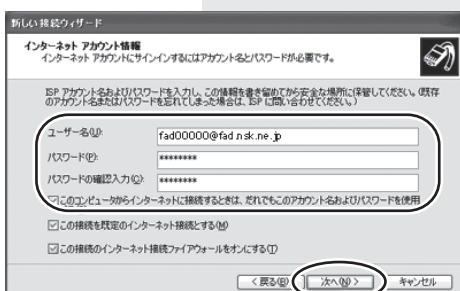 新しい接続ウィザード
インターネット アカウント情報
インターネット アカウントにサインインするにはアカウント名とパスワードが必要です。
ISP アカウント名およびパスワードを入力し、この情報を書き留めてから安全な場所に保管してください。(既存
のアカウント名またはパスワードを忘れてしまった場合は、ISP に問い合わせてください。)
ユーザー名(U):
fad00000@fad.nsk.ne.jp
パスワード(P):
********
パスワードの確認入力(C):
********
このコンピュータからインターネットに接続するときは、だれでもこのアカウント名およびパスワードを使用
この接続を既定のインターネット接続とする(M)
この接続のインターネット接続ファイアウォールをオンにする(T)
< 戻る(B)
次へ(N) >
キャンセル